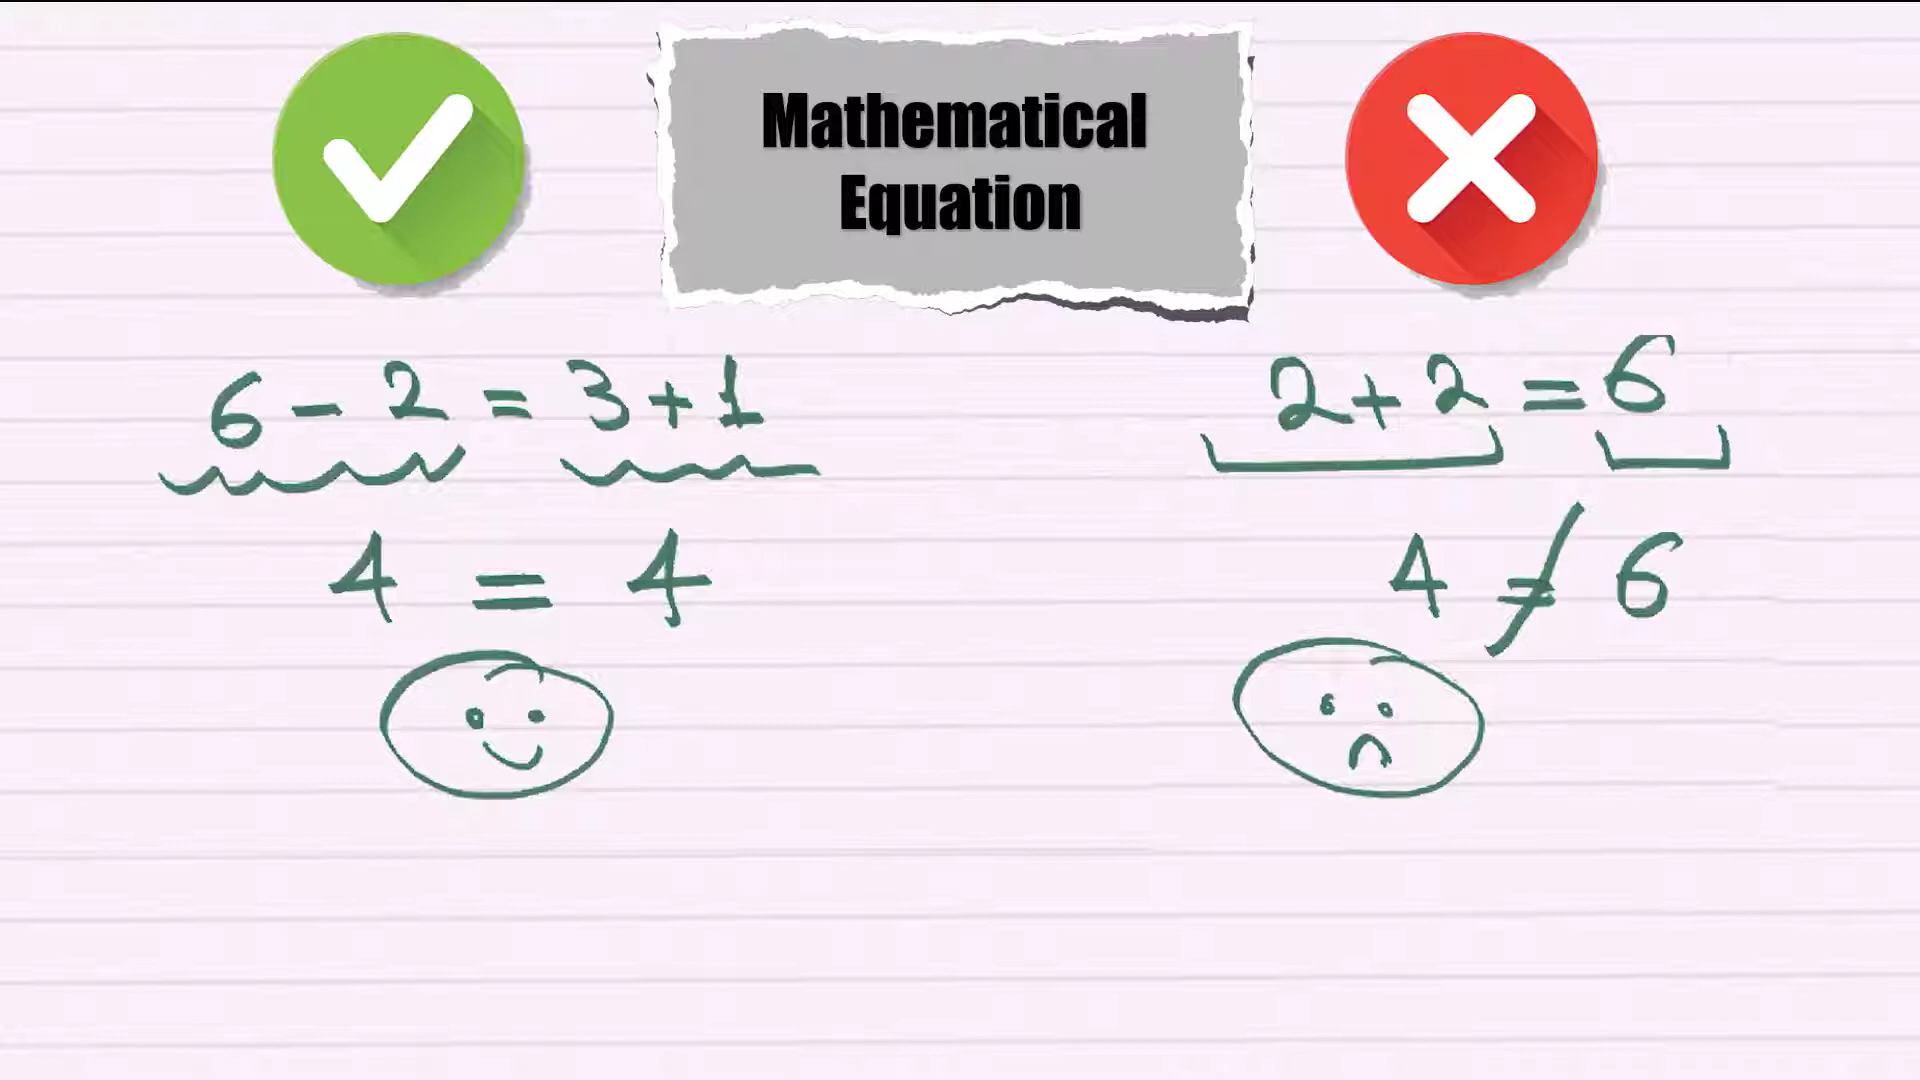 Mathematical
Equation
6 - 2 = 3 + 1
2 + 2 = 6
4 = 4
4 ≠ 6